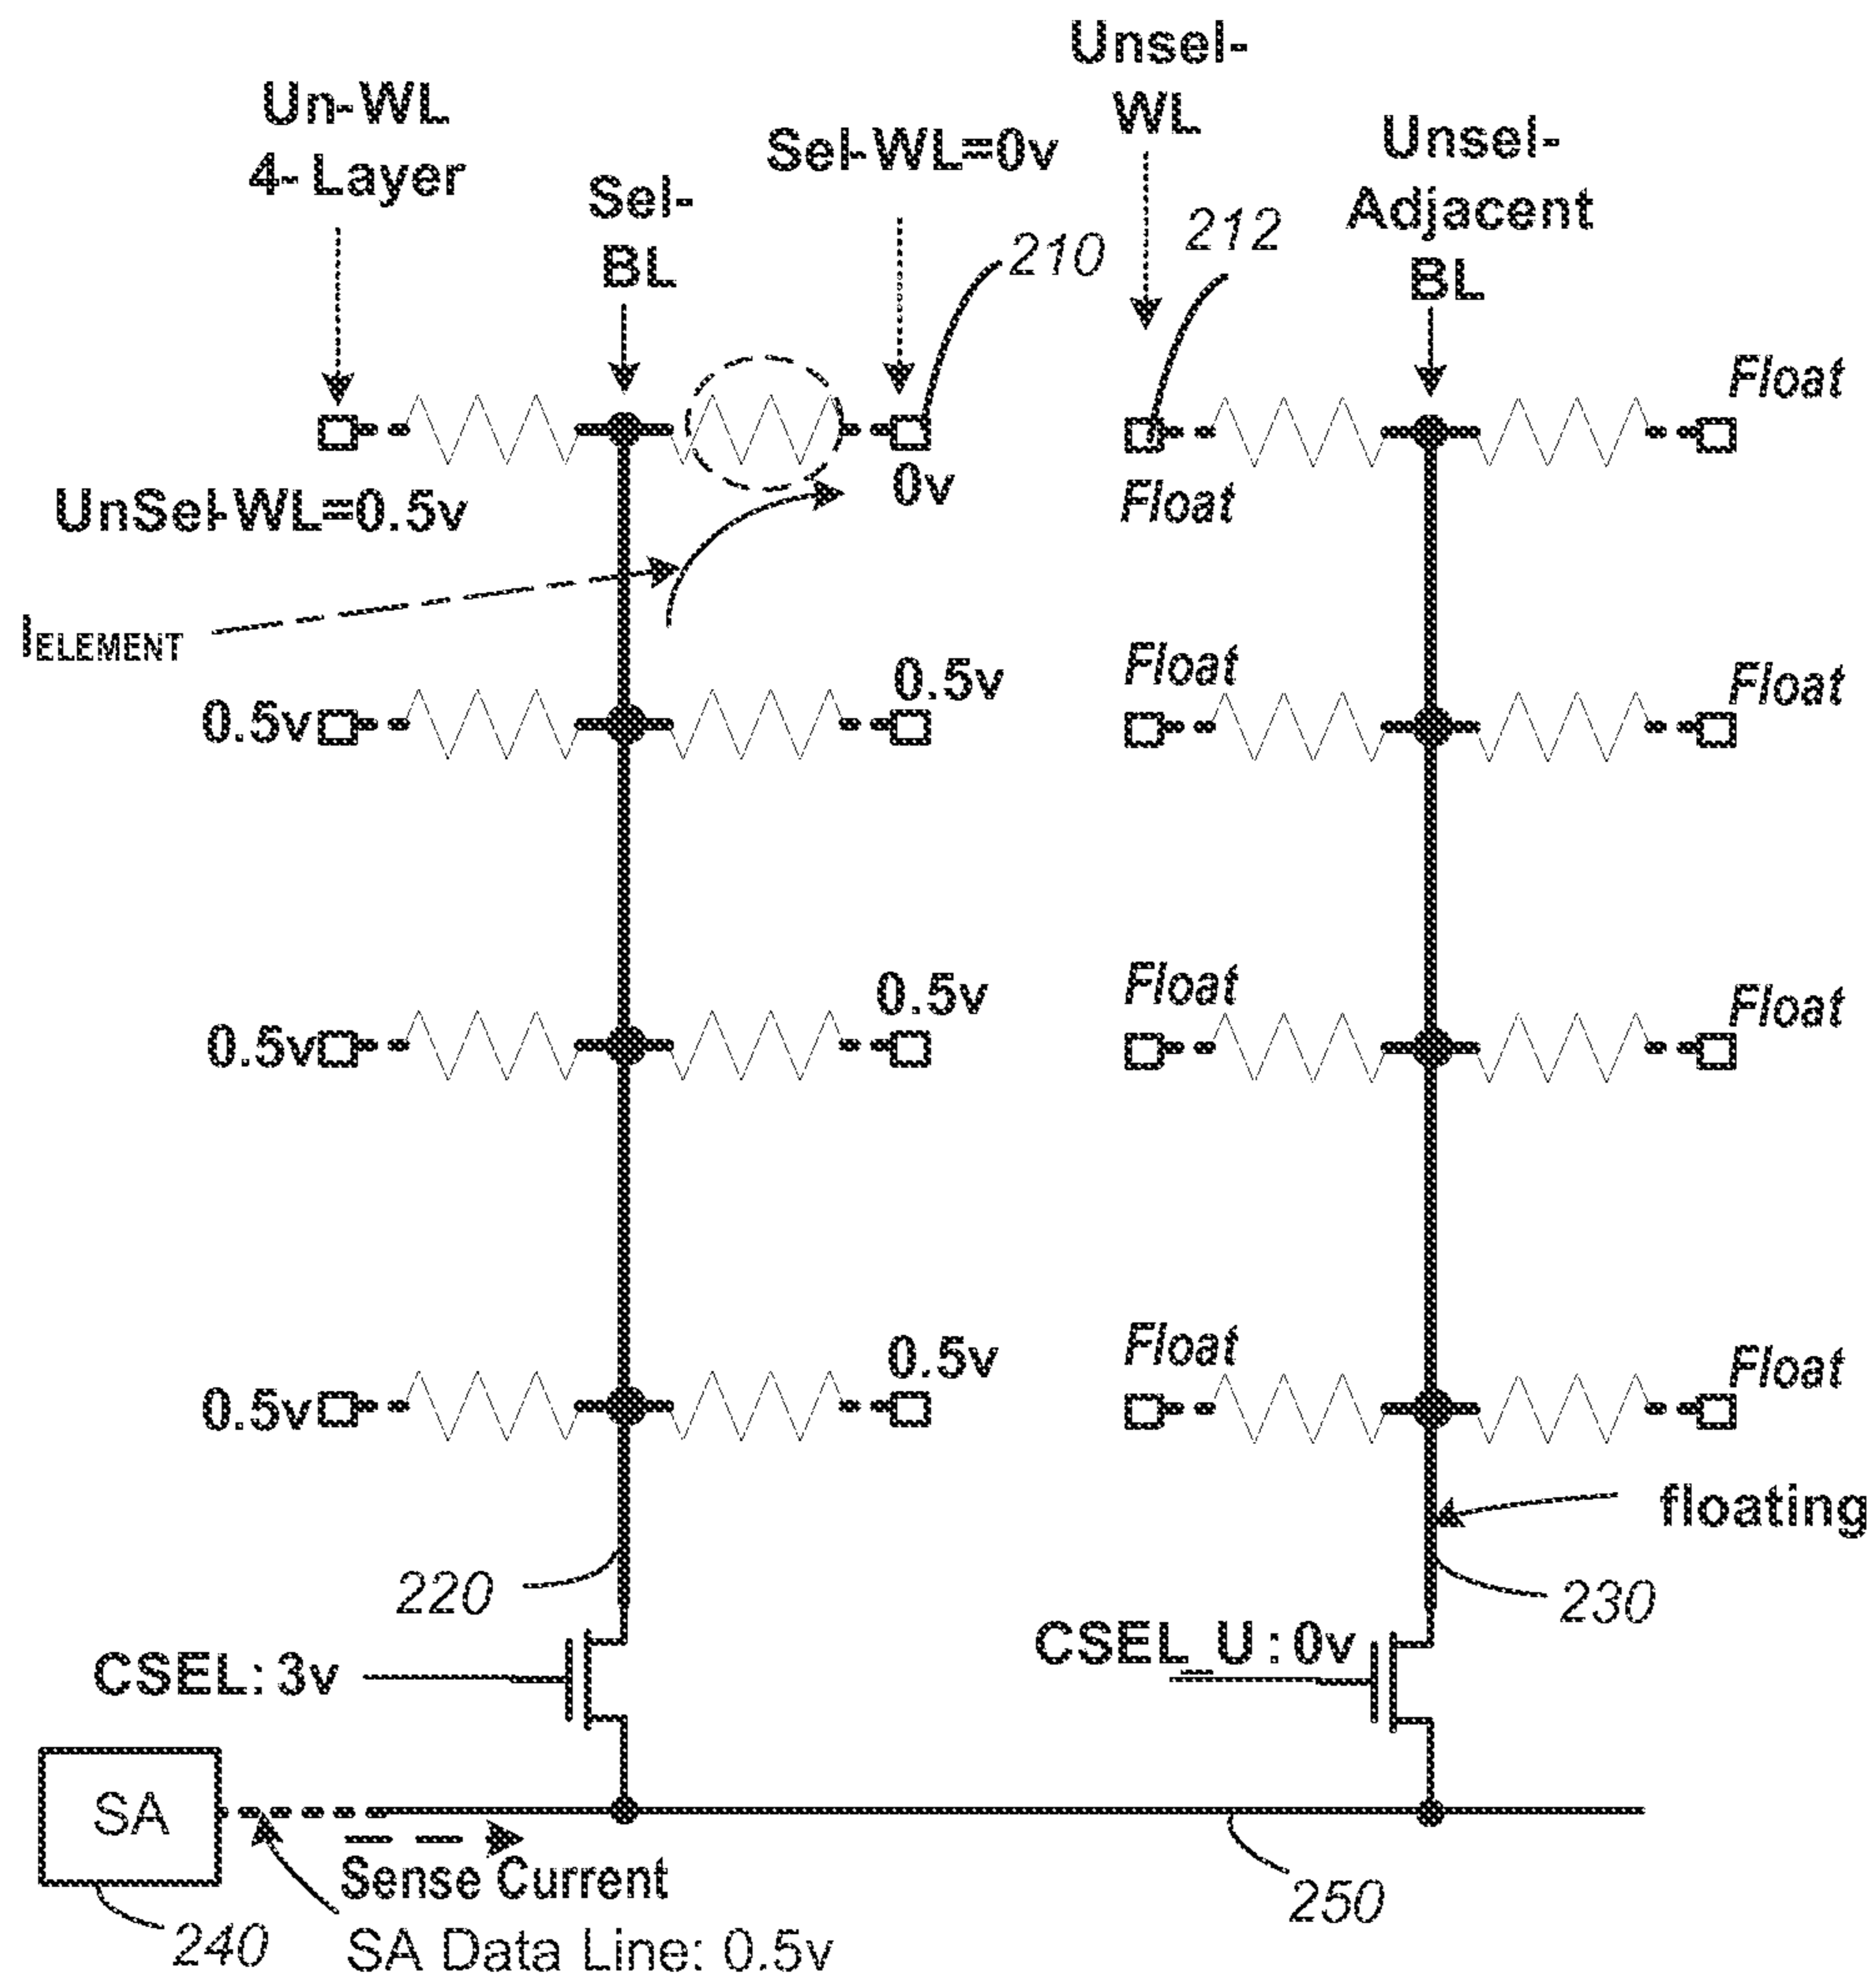 Un-WL
4- Layer
Sel-
BL
Sel-WL=0v
Unsel-
WL
Unsel-
Adjacent
BL
210
212
Float
UnSel-WL=0.5v
0v
Float
IELEMENT
0.5v
0.5v
Float
Float
0.5v
0.5v
Float
Float
0.5v
0.5v
Float
Float
floating
220
230
CSEL: 3v
CSEL_U : 0v
SA
Sense Current
240
SA Data Line: 0.5v
250